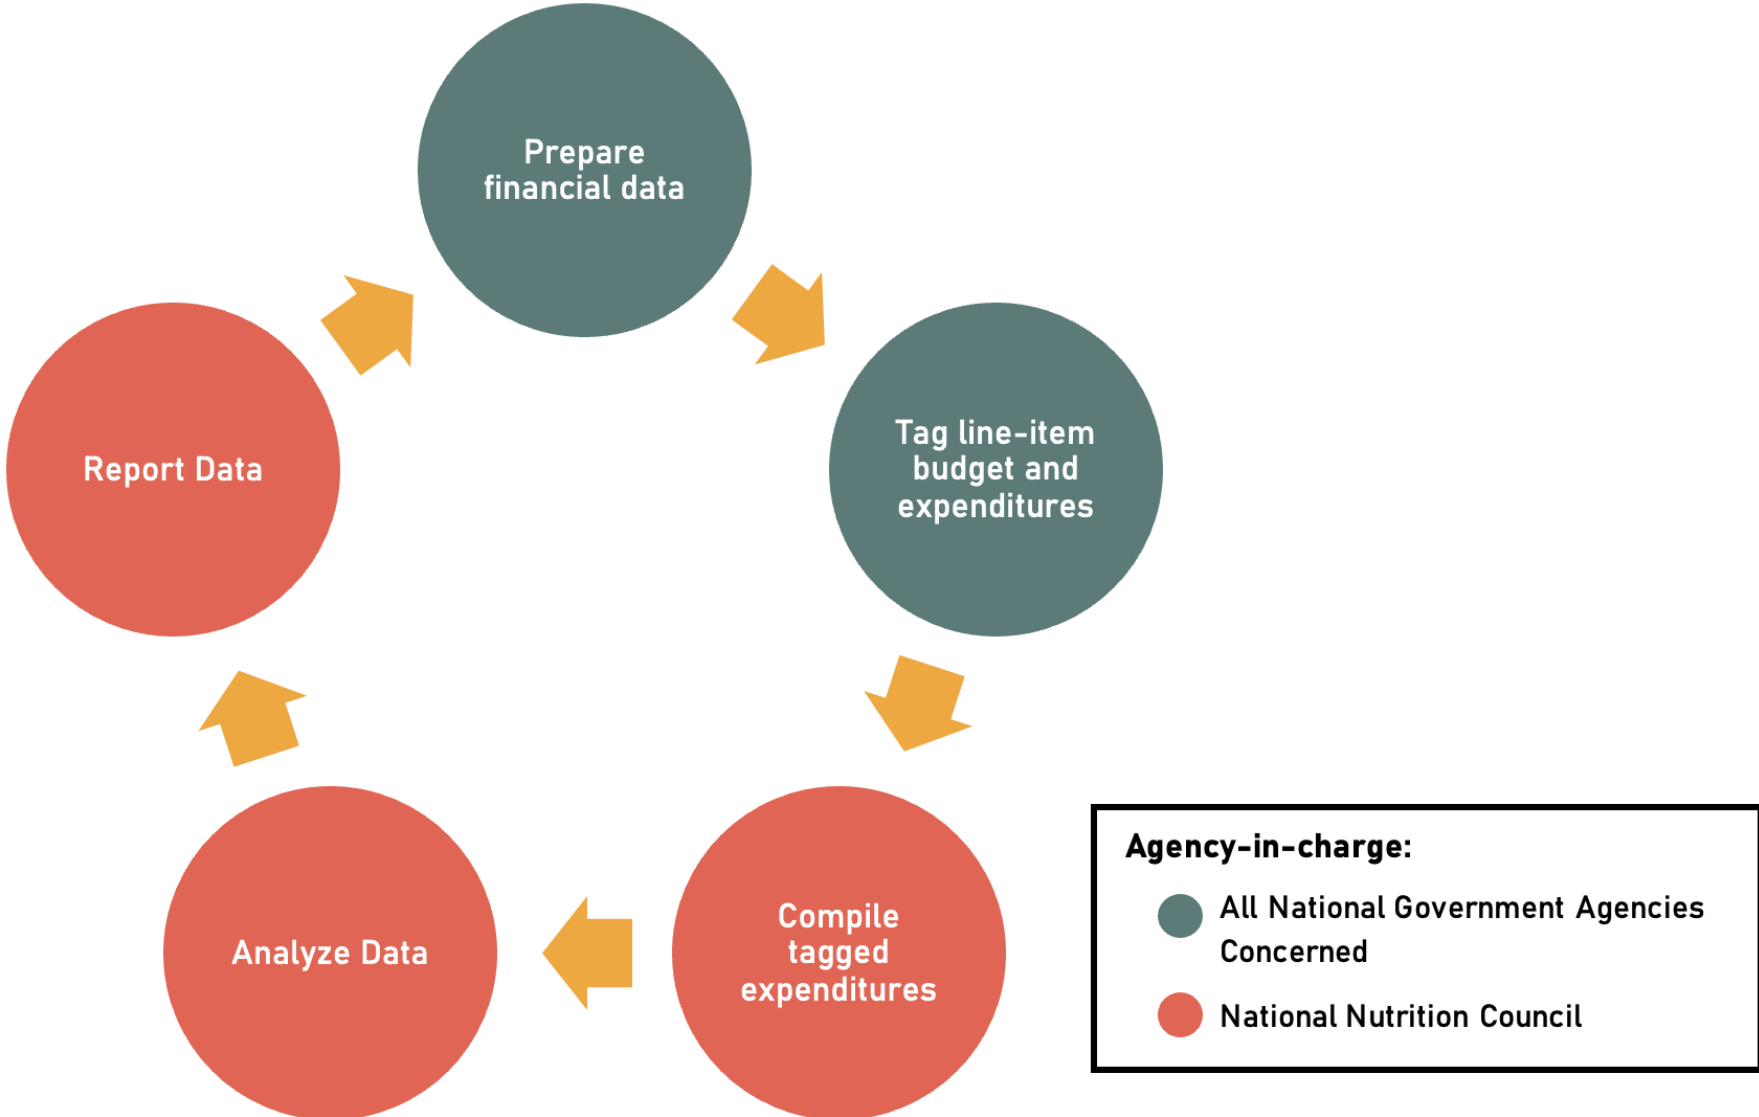 Prepare
financial data
Tag line-item
budget and
expenditures
Compile
tagged
expenditures
Analyze Data
Report Data
Agency-in-charge:
All National Government Agencies
Concerned
National Nutrition Council